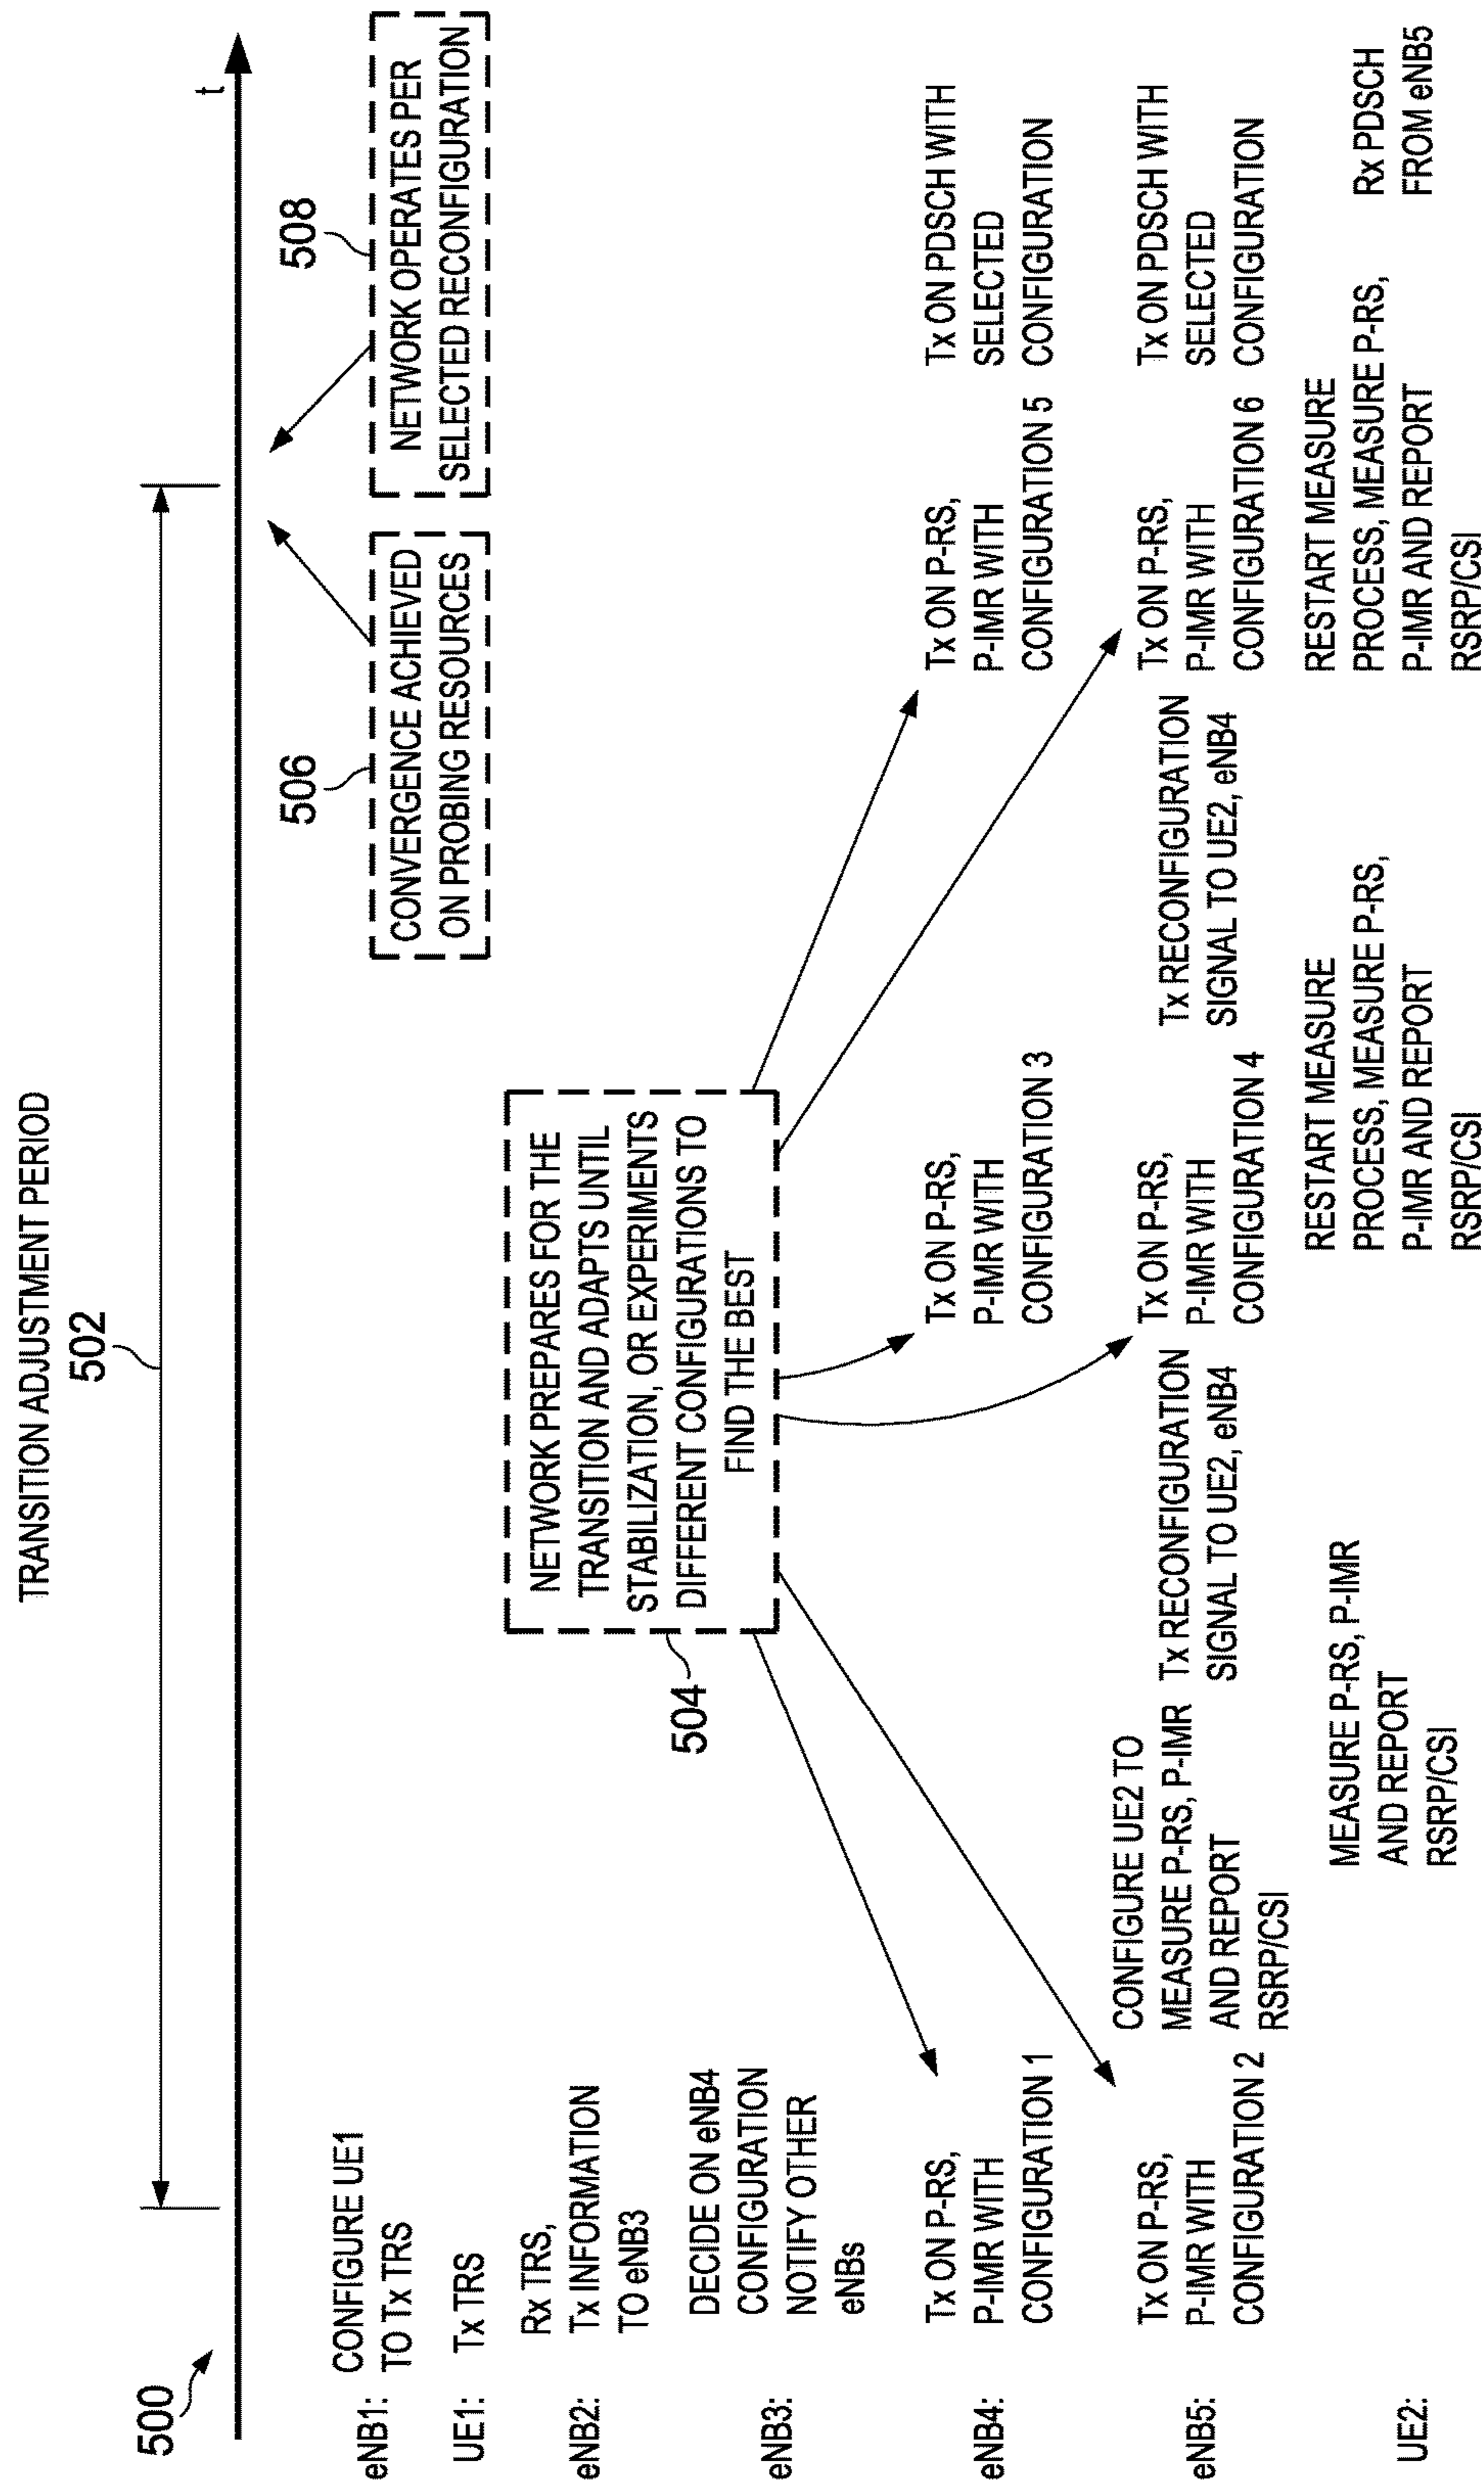 TRANSITION ADJUSTMENT PERIOD
502
500
t
506
CONVERGENCE ACHIEVED
ON PROBING RESOURCES
508
NETWORK OPERATES PER
SELECTED RECONFIGURATION
504
NETWORK PREPARES FOR THE
TRANSITION AND ADAPTS UNTIL
STABILIZATION, OR EXPERIMENTS
DIFFERENT CONFIGURATIONS TO
FIND THE BEST
eNB1:
CONFIGURE UE1
TO Tx TRS
UE1:
Tx TRS
eNB2:
Rx TRS,
Tx INFORMATION
TO eNB3
eNB3:
DECIDE ON eNB4
CONFIGURATION
NOTIFY OTHER
eNBs
eNB4:
Tx ON P-RS,
P-IMR WITH
CONFIGURATION 1
Tx ON P-RS,
P-IMR WITH
CONFIGURATION 3
Tx ON P-RS,
P-IMR WITH
CONFIGURATION 5
Tx ON PDSCH WITH
SELECTED
CONFIGURATION
eNB5:
Tx ON P-RS,
P-IMR WITH
CONFIGURATION 2
CONFIGURE UE2 TO
MEASURE P-RS, P-IMR
AND REPORT
RSRP/CSI
Tx RECONFIGURATION
SIGNAL TO UE2, eNB4
Tx ON P-RS,
P-IMR WITH
CONFIGURATION 4
Tx RECONFIGURATION
SIGNAL TO UE2, eNB4
Tx ON P-RS,
P-IMR WITH
CONFIGURATION 6
Tx ON PDSCH WITH
SELECTED
CONFIGURATION
UE2:
MEASURE P-RS, P-IMR
AND REPORT
RSRP/CSI
RESTART MEASURE
PROCESS, MEASURE P-RS,
P-IMR AND REPORT
RSRP/CSI
RESTART MEASURE
PROCESS, MEASURE P-RS,
P-IMR AND REPORT
RSRP/CSI
Rx PDSCH
FROM eNB5